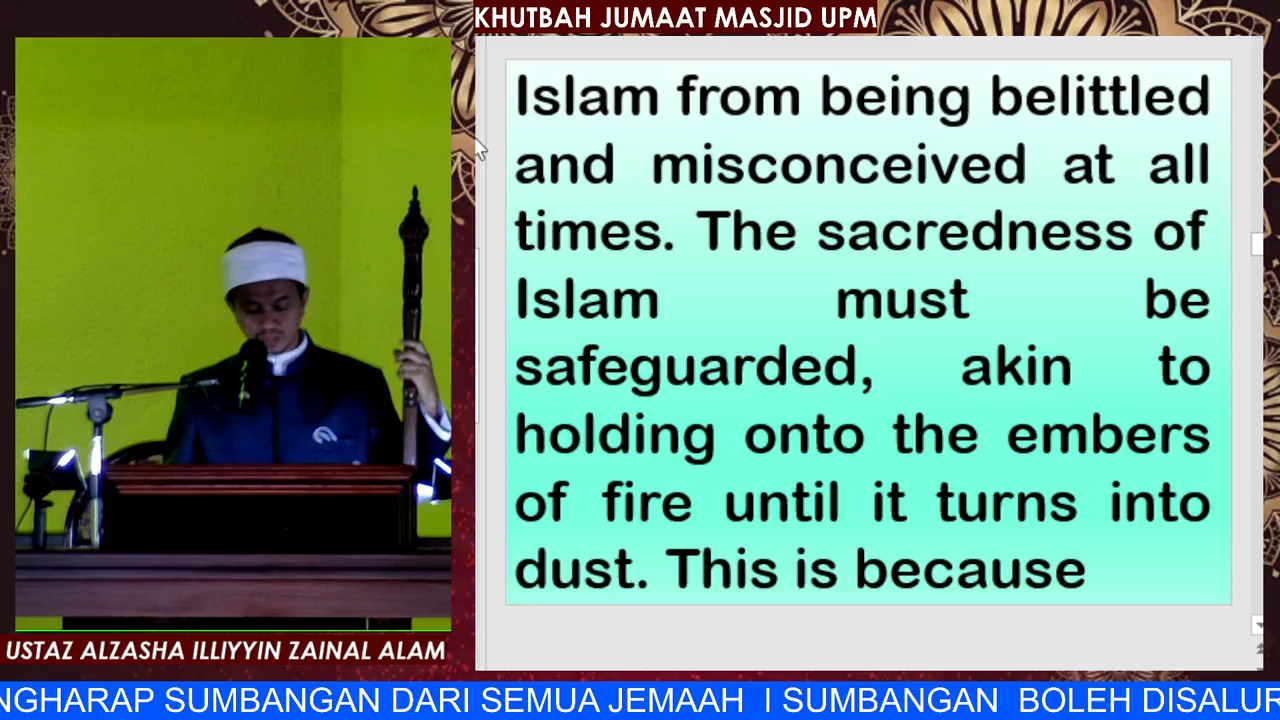 KHUTBAH JUMAAT MASJID UPM
Islam from being belittled
and misconceived at all
times. The sacredness of
Islam must be
safeguarded, akin to
holding onto the embers
of fire until it turns into
dust. This is because
USTAZ ALZASHA ILLIYYIN ZAINAL ALAM
NGHARAP SUMBANGAN DARI SEMUA JEMAAH I SUMBANGAN BOLEH DISALUR